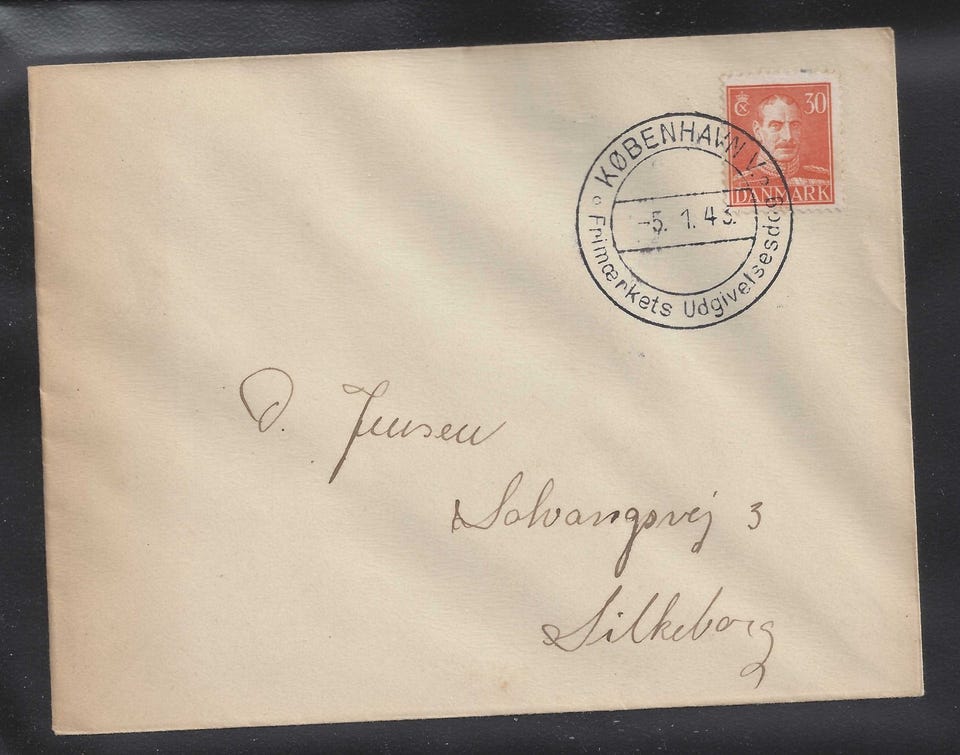 30
DANMARK
KØBENHAVN V.
-5. 1. 43.
Frimærkets Udgivelsesdag
D. Jensen
Solvangsvej 3
Silkeborg